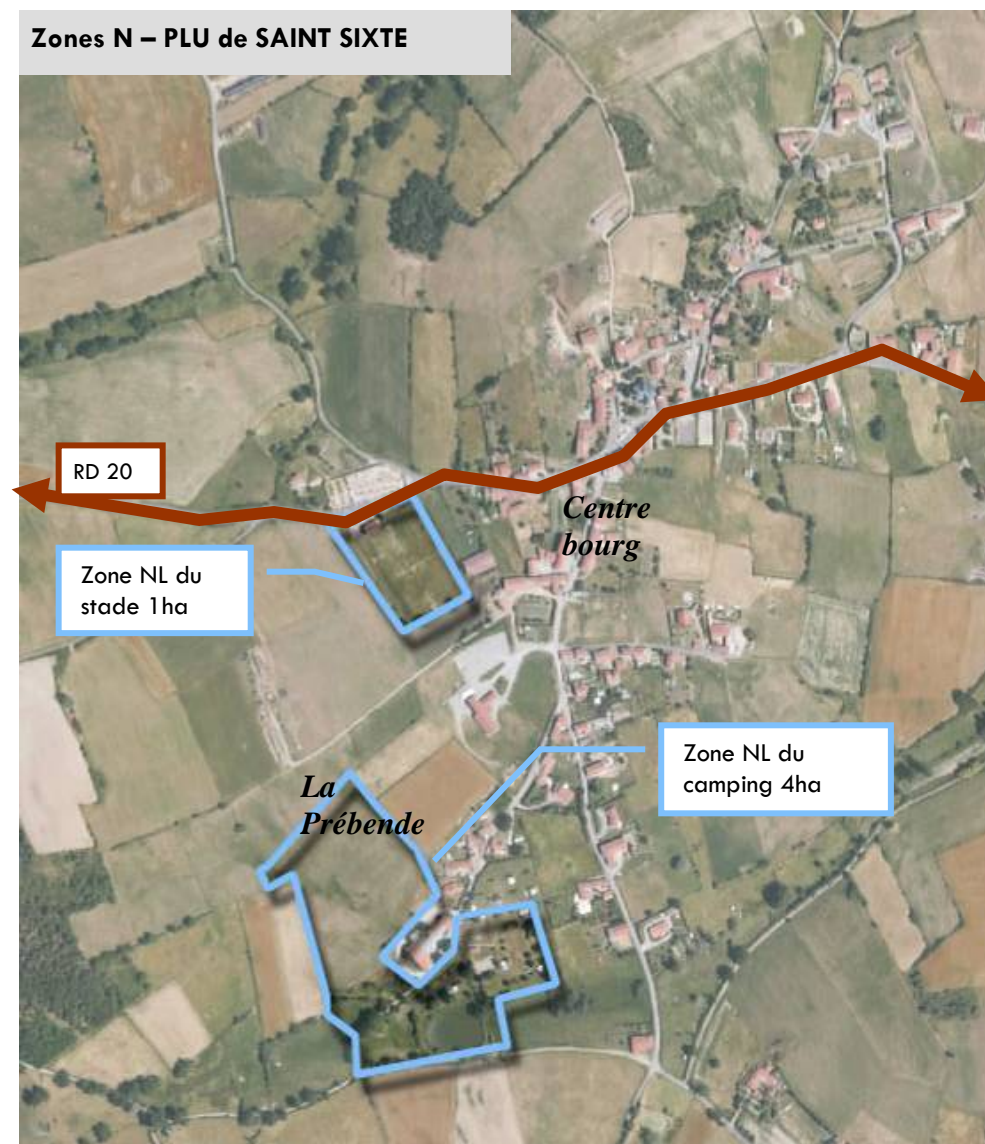 Zones N – PLU de SAINT SIXTE
RD 20
Centre
bourg
Zone NL du
stade 1ha
Zone NL du
camping 4ha
La
Prébende